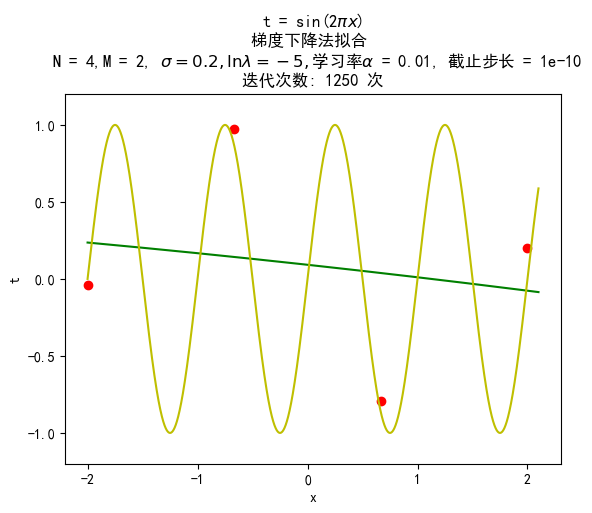 t = sin(2πx)
梯度下降法拟合
N = 4,M = 2, σ = 0.2, lnλ = −5, 学习率α = 0.01, 截止步长 = 1e-10
迭代次数: 1250 次
1.0
0.5
0.0
−0.5
−1.0
t
−2 −1 0 1 2
x